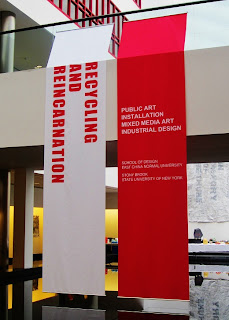 RECYCLING
AND
REINCARNATION
PUBLIC ART
INSTALLATION
MIXED MEDIA ART
INDUSTRIAL DESIGN
SCHOOL OF DESIGN
EAST CHINA NORMAL UNIVERSITY
STONY BROOK
STATE UNIVERSITY OF NEW YORK